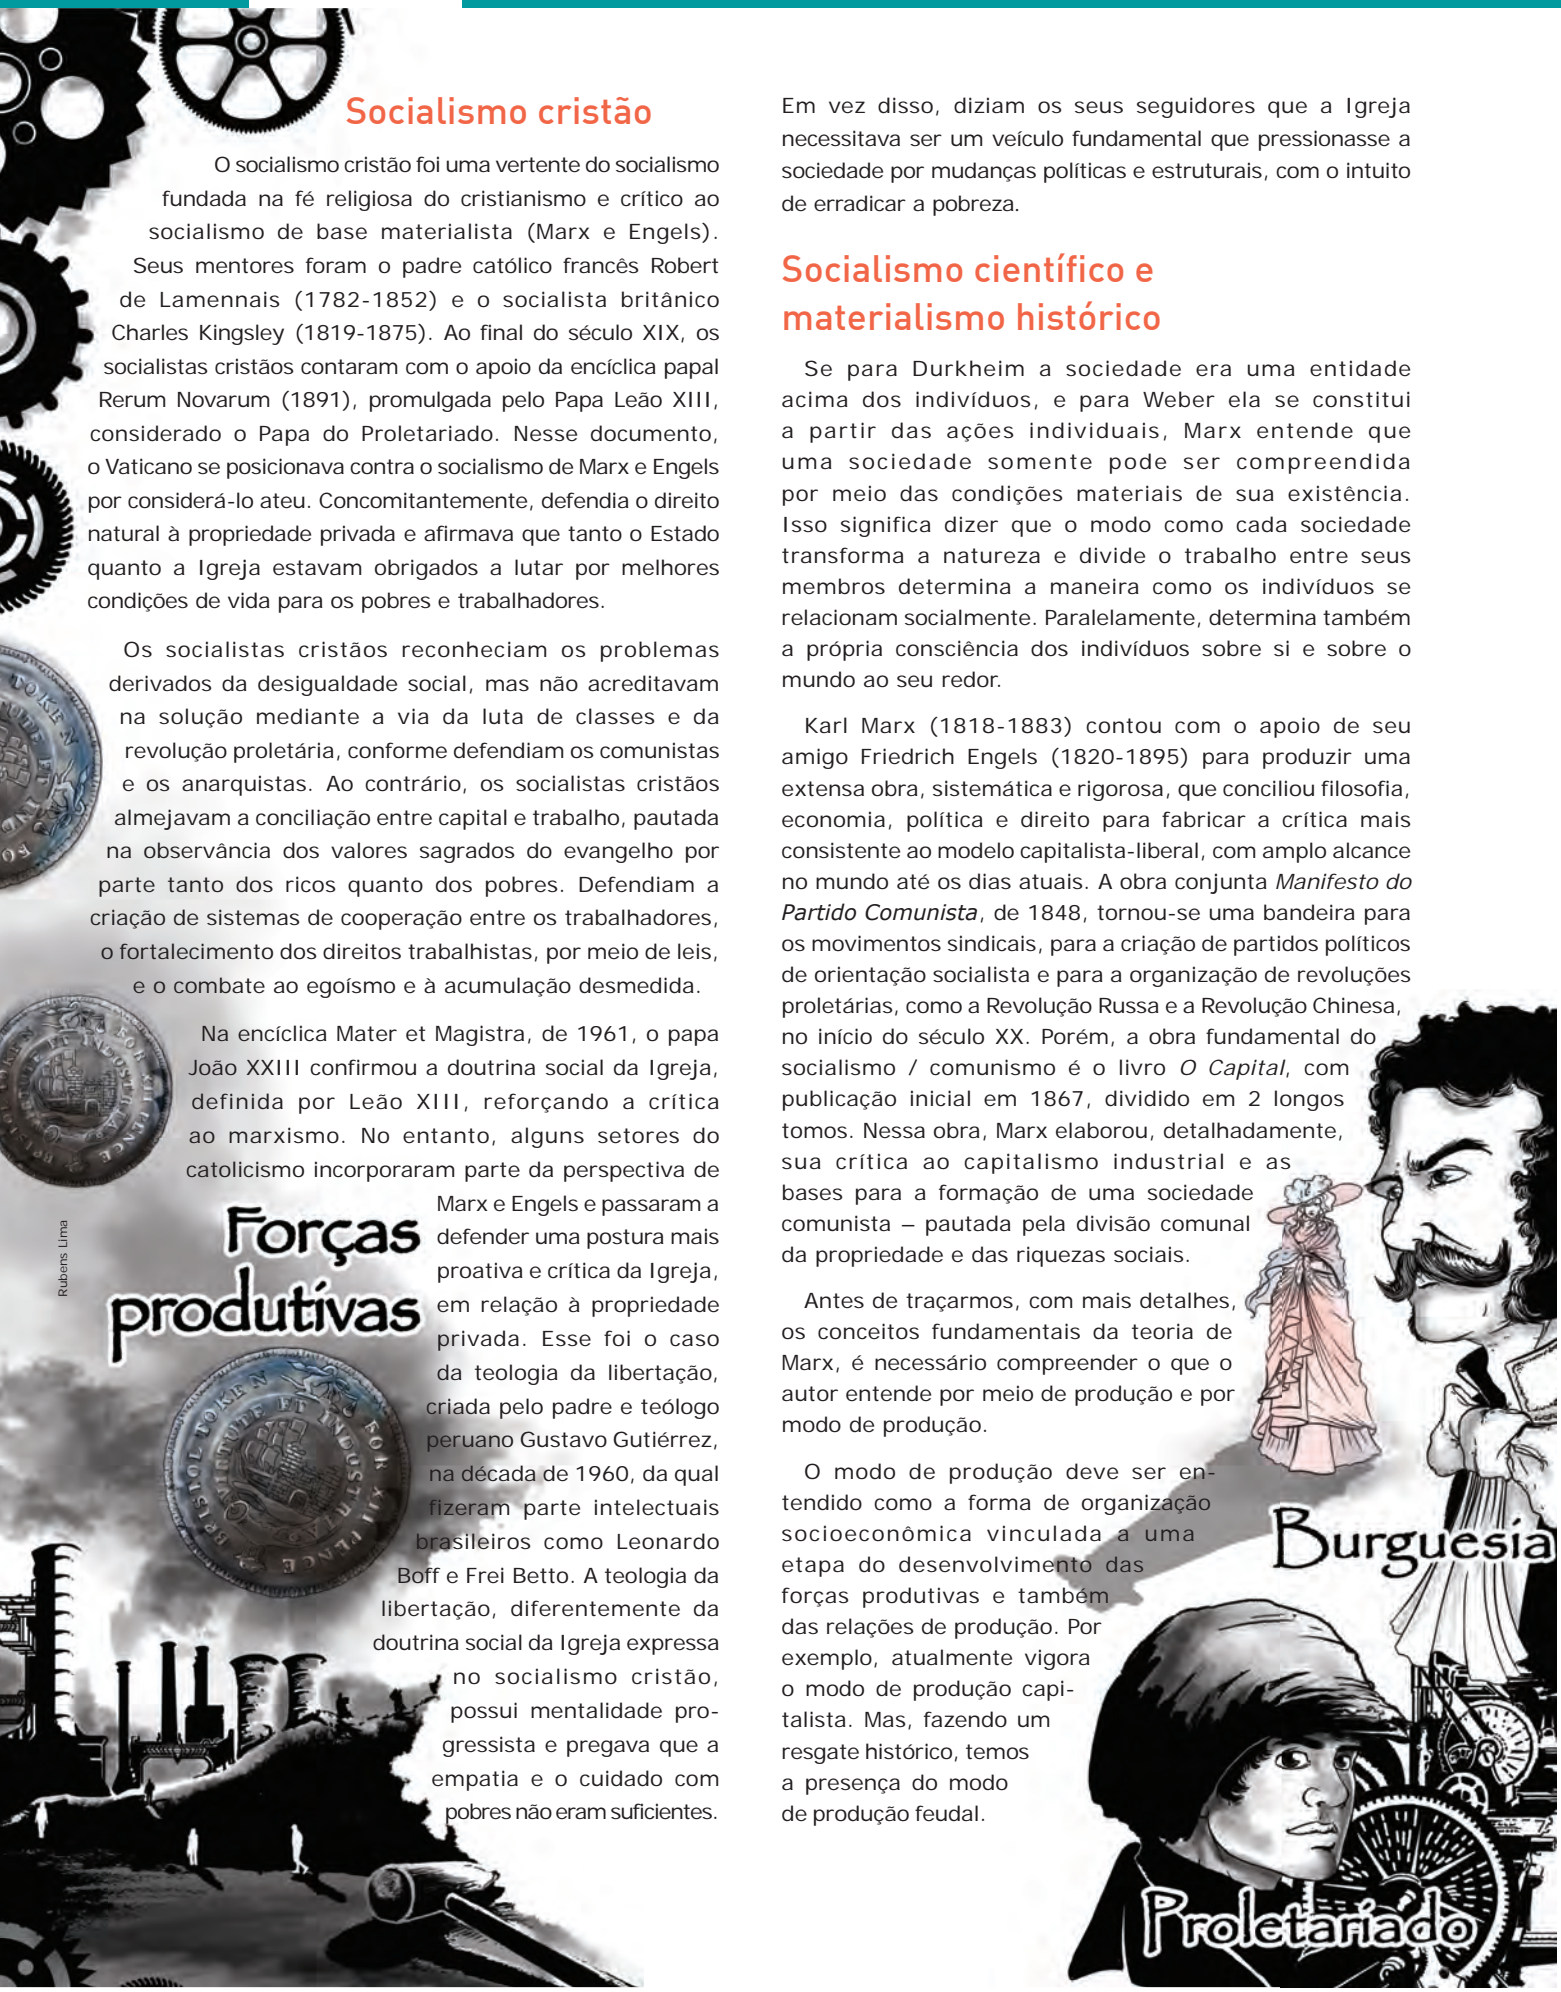 Socialismo cristão
O socialismo cristão foi uma vertente do socialismo
fundada na fé religiosa do cristianismo e crítico ao
socialismo de base materialista (Marx e Engels).
Seus mentores foram o padre católico francês Robert
de Lamennais (1782-1852) e o socialista britânico
Charles Kingsley (1819-1875). Ao final do século XIX, os
socialistas cristãos contaram com o apoio da encíclica papal
Rerum Novarum (1891), promulgada pelo Papa Leão XIII,
considerado o Papa do Proletariado. Nesse documento,
o Vaticano se posicionava contra o socialismo de Marx e Engels
por considerá-lo ateu. Concomitantemente, defendia o direito
natural à propriedade privada e afirmava que tanto o Estado
quanto a Igreja estavam obrigados a lutar por melhores
condições de vida para os pobres e trabalhadores.
Os socialistas cristãos reconheciam os problemas
derivados da desigualdade social, mas não acreditavam
na solução mediante a via da luta de classes e da
revolução proletária, conforme defendiam os comunistas
e os anarquistas. Ao contrário, os socialistas cristãos
almejavam a conciliação entre capital e trabalho, pautada
na observância dos valores sagrados do evangelho por
parte tanto dos ricos quanto dos pobres. Defendiam a
criação de sistemas de cooperação entre os trabalhadores,
o fortalecimento dos direitos trabalhistas, por meio de leis,
e o combate ao egoísmo e à acumulação desmedida.
Na encíclica Mater et Magistra, de 1961, o papa
João XXIII confirmou a doutrina social da Igreja,
definida por Leão XIII, reforçando a crítica
ao marxismo. No entanto, alguns setores do
catolicismo incorporaram parte da perspectiva de
Marx e Engels e passaram a
defender uma postura mais
proativa e crítica da Igreja,
em relação à propriedade
privada. Esse foi o caso
da teologia da libertação,
criada pelo padre e teólogo
peruano Gustavo Gutiérrez,
na década de 1960, da qual
fizeram parte intelectuais
brasileiros como Leonardo
Boff e Frei Betto. A teologia da
libertação, diferentemente da
doutrina social da Igreja expressa
no socialismo cristão,
possui mentalidade pro-
gressista e pregava que a
empatia e o cuidado com
pobres não eram suficientes.
Forças
produtivas
Rubens Lima
BRISTOL TOKEN FOR XII PENCE
VIRTUTE ET INDUSTRIA
Em vez disso, diziam os seus seguidores que a Igreja
necessitava ser um veículo fundamental que pressionasse a
sociedade por mudanças políticas e estruturais, com o intuito
de erradicar a pobreza.
Socialismo científico e
materialismo histórico
Se para Durkheim a sociedade era uma entidade
acima dos indivíduos, e para Weber ela se constitui
a partir das ações individuais, Marx entende que
uma sociedade somente pode ser compreendida
por meio das condições materiais de sua existência.
Isso significa dizer que o modo como cada sociedade
transforma a natureza e divide o trabalho entre seus
membros determina a maneira como os indivíduos se
relacionam socialmente. Paralelamente, determina também
a própria consciência dos indivíduos sobre si e sobre o
mundo ao seu redor.
Karl Marx (1818-1883) contou com o apoio de seu
amigo Friedrich Engels (1820-1895) para produzir uma
extensa obra, sistemática e rigorosa, que conciliou filosofia,
economia, política e direito para fabricar a crítica mais
consistente ao modelo capitalista-liberal, com amplo alcance
no mundo até os dias atuais. A obra conjunta Manifesto do
Partido Comunista, de 1848, tornou-se uma bandeira para
os movimentos sindicais, para a criação de partidos políticos
de orientação socialista e para a organização de revoluções
proletárias, como a Revolução Russa e a Revolução Chinesa,
no início do século XX. Porém, a obra fundamental do
socialismo / comunismo é o livro O Capital, com
publicação inicial em 1867, dividido em 2 longos
tomos. Nessa obra, Marx elaborou, detalhadamente,
sua crítica ao capitalismo industrial e as
bases para a formação de uma sociedade
comunista – pautada pela divisão comunal
da propriedade e das riquezas sociais.
Antes de traçarmos, com mais detalhes,
os conceitos fundamentais da teoria de
Marx, é necessário compreender o que o
autor entende por meio de produção e por
modo de produção.
O modo de produção deve ser en-
tendido como a forma de organização
socioeconômica vinculada a uma
etapa do desenvolvimento das
forças produtivas e também
das relações de produção. Por
exemplo, atualmente vigora
o modo de produção capi-
talista. Mas, fazendo um
resgate histórico, temos
a presença do modo
de produção feudal.
Burguesia
Proletariado